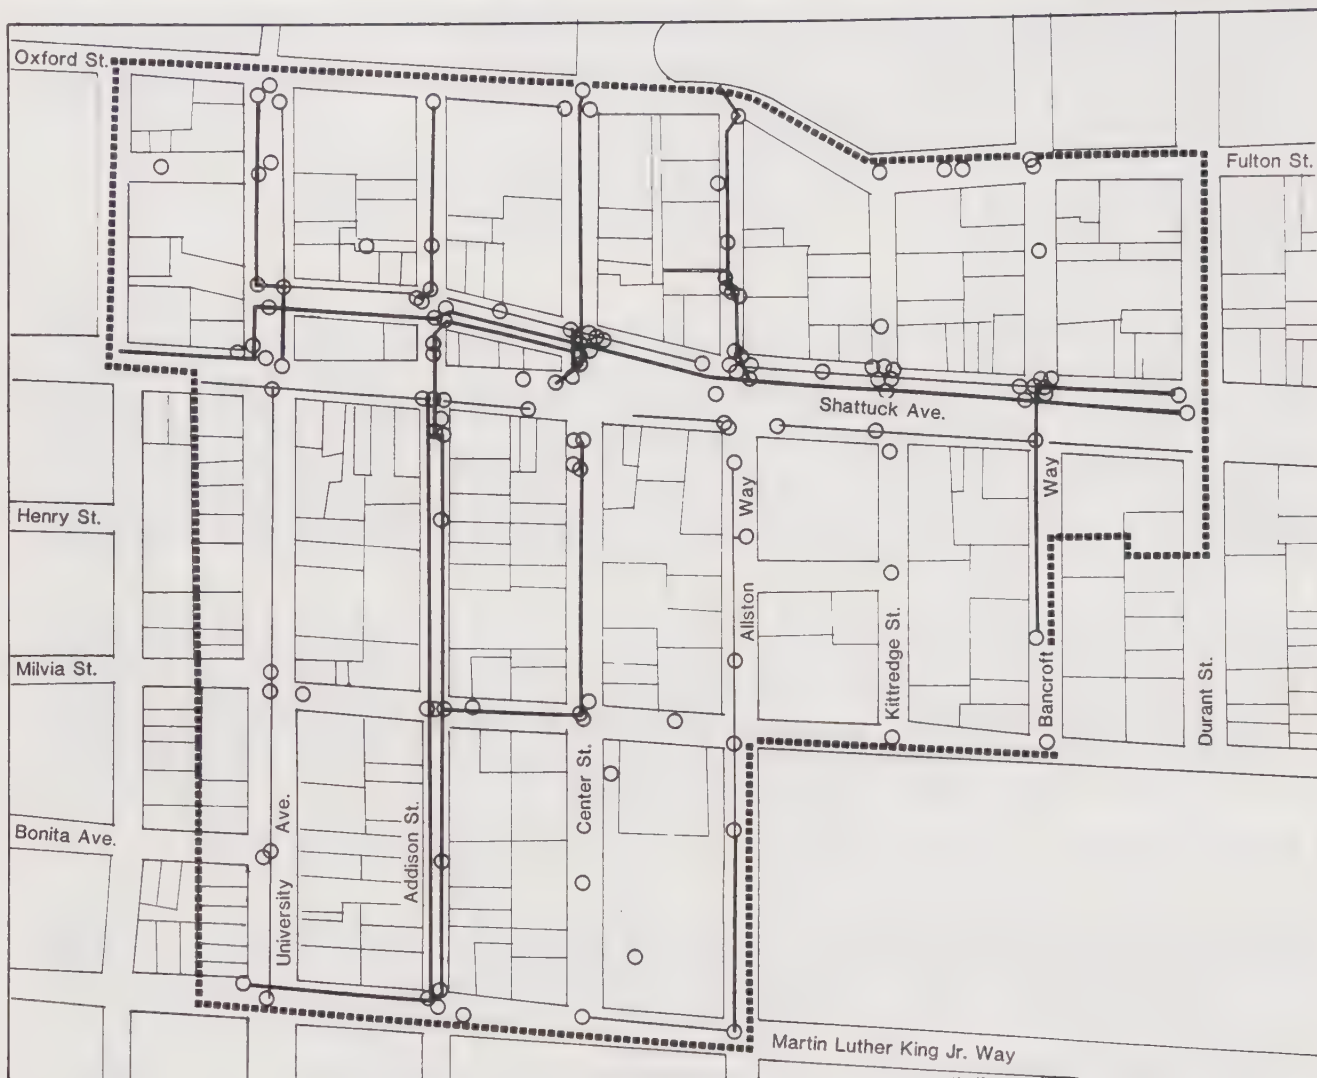 Oxford St.
Fulton St.
Shattuck Ave.
Henry St.
Way
Way
Allston
Kittredge St.
Bancroft
Durant St.
Milvia St.
Center St.
Addison St.
Ave.
University
Bonita Ave.
Martin Luther King Jr. Way